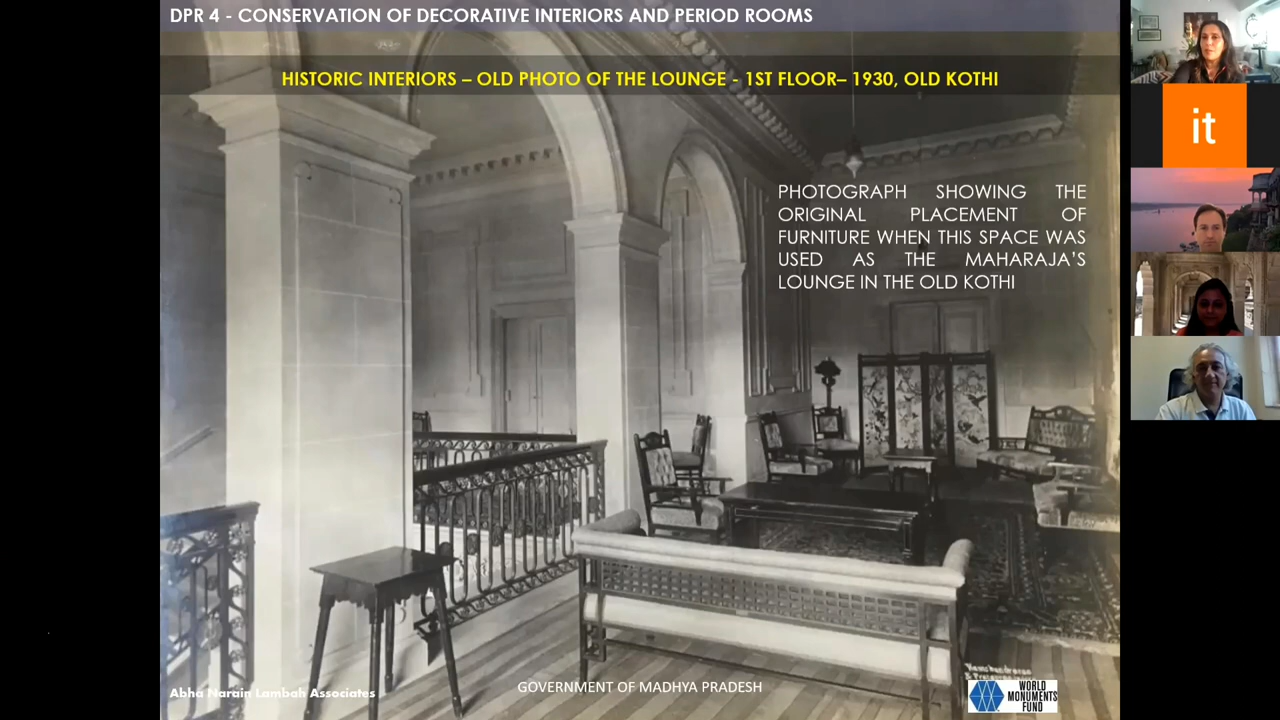 DPR 4 - CONSERVATION OF DECORATIVE INTERIORS AND PERIOD ROOMS
HISTORIC INTERIORS – OLD PHOTO OF THE LOUNGE - 1ST FLOOR– 1930, OLD KOTHI
PHOTOGRAPH SHOWING THE
ORIGINAL PLACEMENT OF
FURNITURE WHEN THIS SPACE WAS
USED AS THE MAHARAJA'S
LOUNGE IN THE OLD KOTHI
it
Abha Narain Lambah Associates
GOVERNMENT OF MADHYA PRADESH
WORLD
MONUMENTS
FUND